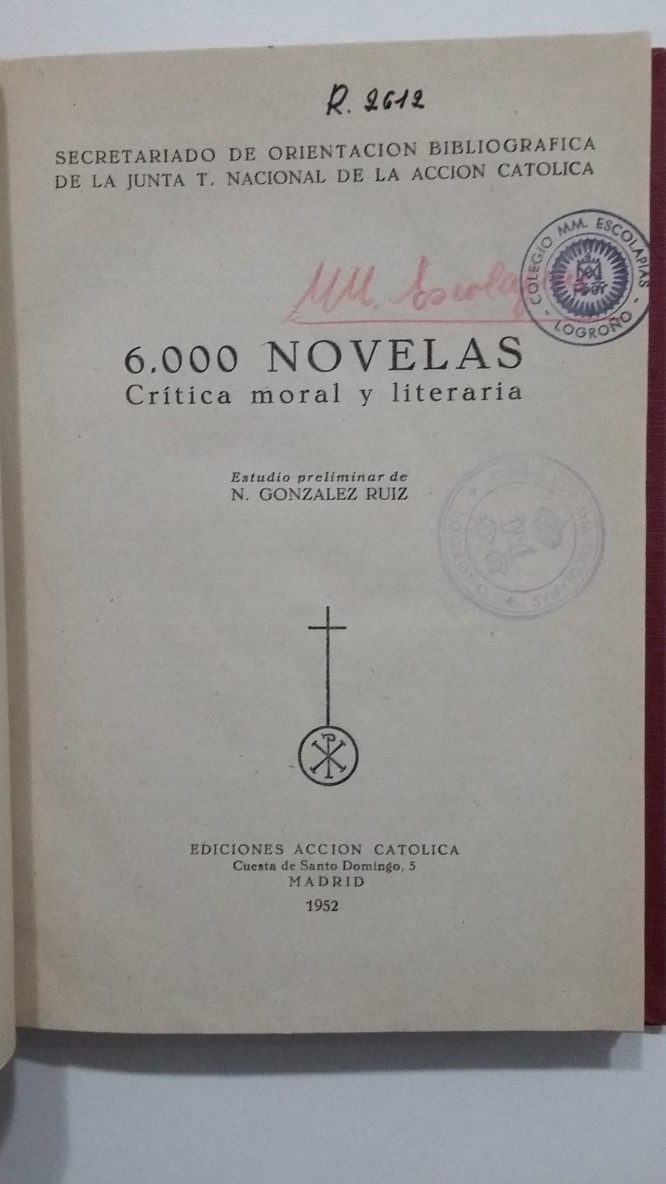 R. 2612
SECRETARIADO DE ORIENTACION BIBLIOGRAFICA
DE LA JUNTA T. NACIONAL DE LA ACCION CATOLICA
COLEGIO MM. ESCOLAPIAS
- LOGROÑO -
MM.
6.000 NOVELAS
Crítica moral y literaria
Estudio preliminar de
N. GONZALEZ RUIZ
EDICIONES ACCION CATOLICA
Cuesta de Santo Domingo, 5
MADRID
1952